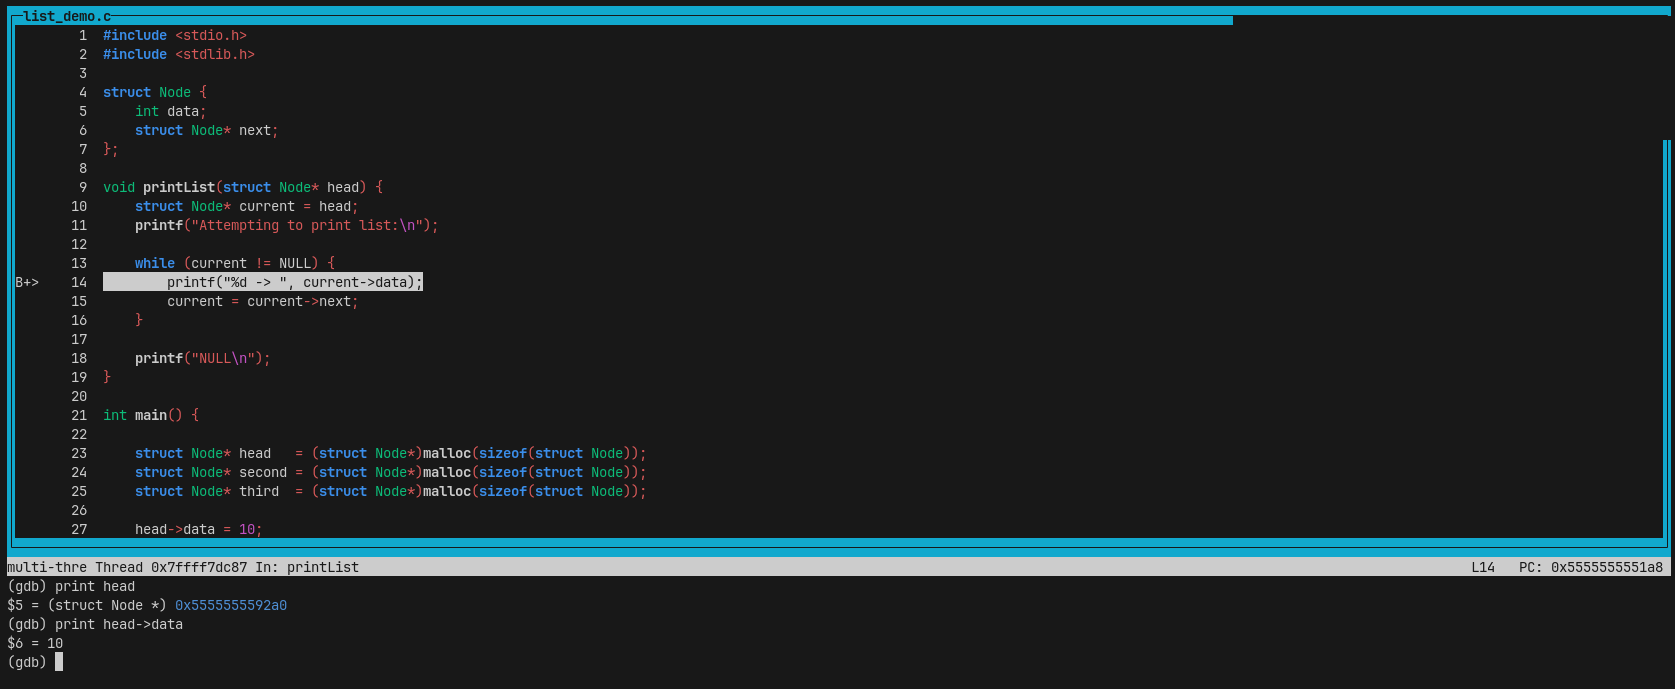 list_demo.c
1 #include <stdio.h>
2 #include <stdlib.h>
3
4 struct Node {
5     int data;
6     struct Node* next;
7 };
8
9 void printList(struct Node* head) {
10     struct Node* current = head;
11     printf("Attempting to print list:\n");
12
13     while (current != NULL) {
B+> 14         printf("%d -> ", current->data);
15         current = current->next;
16     }
17
18     printf("NULL\n");
19 }
20
21 int main() {
22
23     struct Node* head   = (struct Node*)malloc(sizeof(struct Node));
24     struct Node* second = (struct Node*)malloc(sizeof(struct Node));
25     struct Node* third  = (struct Node*)malloc(sizeof(struct Node));
26
27     head->data = 10;
multi-thre Thread 0x7ffff7dc87 In: printList L14 PC: 0x5555555551a8
(gdb) print head
$5 = (struct Node *) 0x5555555592a0
(gdb) print head->data
$6 = 10
(gdb)